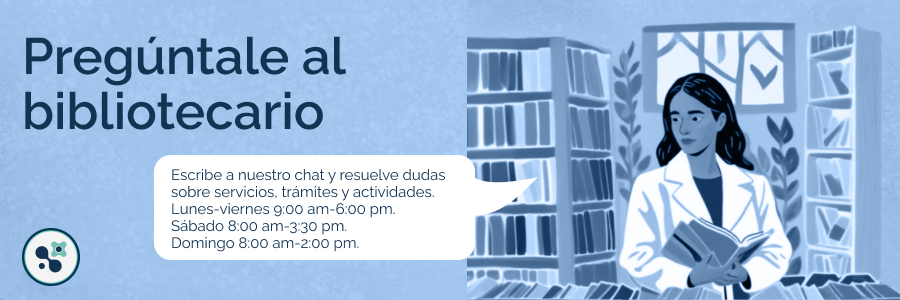 Pregúntale al
bibliotecario
Escribe a nuestro chat y resuelve dudas
sobre servicios, trámites y actividades.
Lunes-viernes 9:00 am-6:00 pm.
Sábado 8:00 am-3:30 pm.
Domingo 8:00 am-2:00 pm.